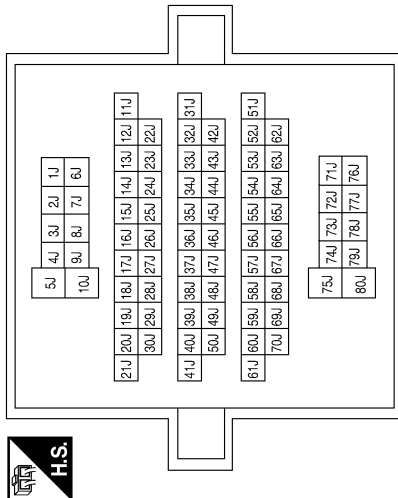 H.S.
5J 4J 3J 2J 1J
10J 9J 8J 7J 6J
21J 20J 19J 18J 17J 16J 15J 14J 13J 12J 11J
30J 29J 28J 27J 26J 25J 24J 23J 22J
41J 40J 39J 38J 37J 36J 35J 34J 33J 32J 31J
50J 49J 48J 47J 46J 45J 44J 43J 42J
61J 60J 59J 58J 57J 56J 55J 54J 53J 52J 51J
70J 69J 68J 67J 66J 65J 64J 63J 62J
75J 74J 73J 72J 71J
80J 79J 78J 77J 76J